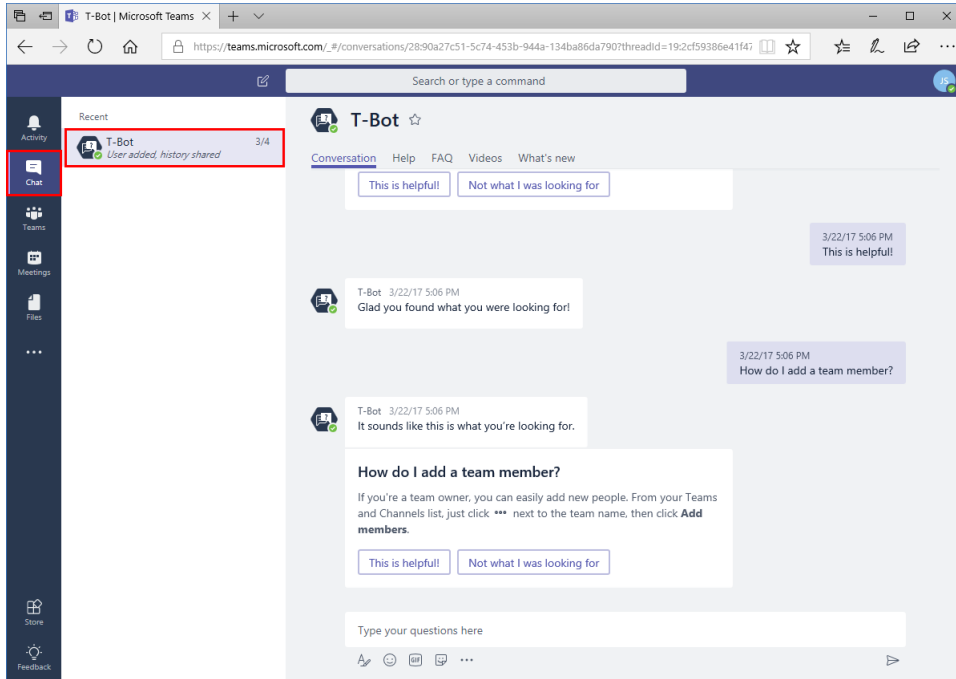 T-Bot | Microsoft Teams
https://teams.microsoft.com/_#/conversations/28:90a27c51-5c74-453b-944a-134ba86da790?threadId=19:2cf59386e41f47
Search or type a command
JS
Activity
Chat
Teams
Meetings
Files
Store
Feedback
Recent
T-Bot 3/4
User added, history shared
T-Bot
Conversation Help FAQ Videos What's new
This is helpful! Not what I was looking for
3/22/17 5:06 PM
This is helpful!
T-Bot 3/22/17 5:06 PM
Glad you found what you were looking for!
3/22/17 5:06 PM
How do I add a team member?
T-Bot 3/22/17 5:06 PM
It sounds like this is what you're looking for.
How do I add a team member?
If you're a team owner, you can easily add new people. From your Teams
and Channels list, just click ••• next to the team name, then click Add
members.
This is helpful! Not what I was looking for
Type your questions here
GIF